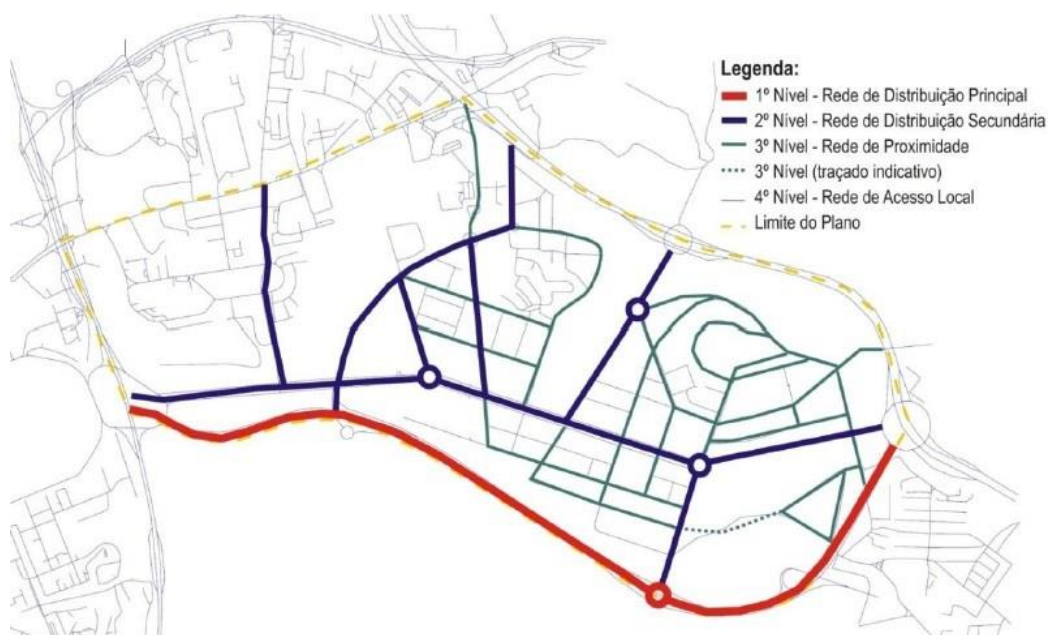 Legenda:
1º Nível - Rede de Distribuição Principal
2º Nível - Rede de Distribuição Secundária
3º Nível - Rede de Proximidade
3º Nível (traçado indicativo)
4º Nível - Rede de Acesso Local
Limite do Plano